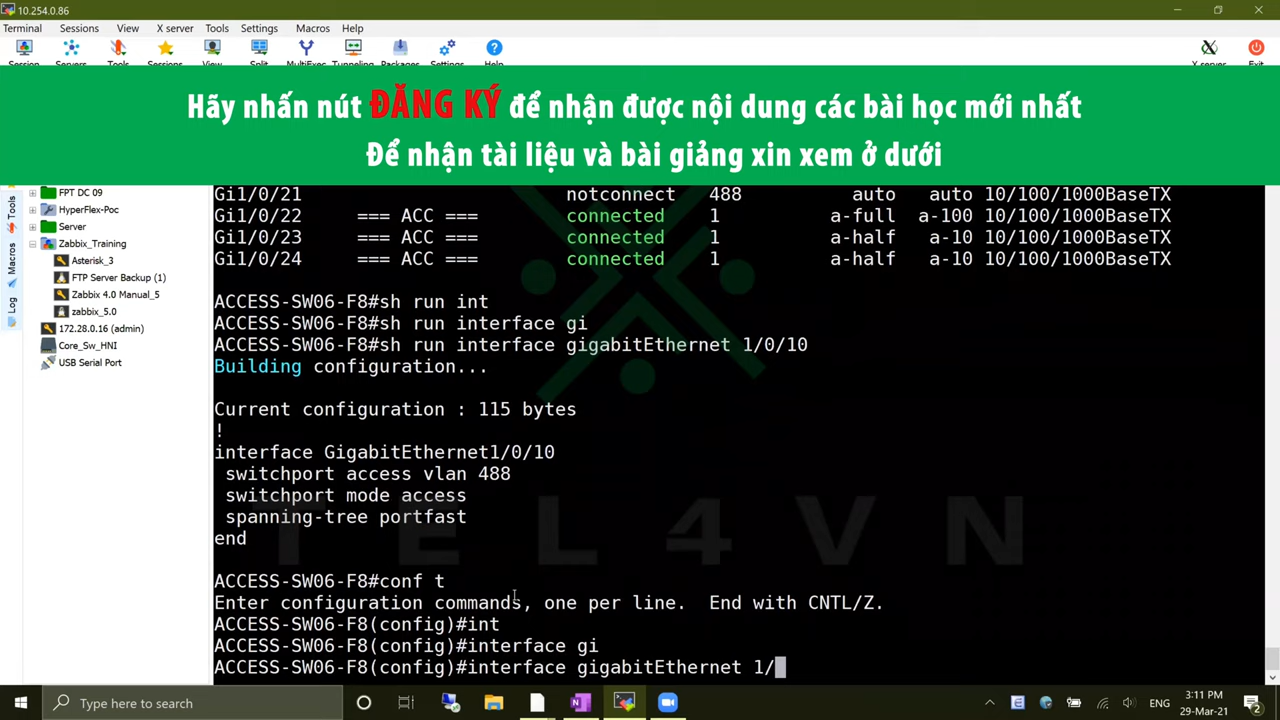 10.254.0.86
Terminal Sessions View X server Tools Settings Macros Help
Session Servers Tools Sessions View Split MultiExec Tunneling Packages Settings Help X server Exit
Hãy nhấn nút ĐĂNG KÝ để nhận được nội dung các bài học mới nhất
Để nhận tài liệu và bài giảng xin xem ở dưới
Tools
Macros
Log
FPT DC 09
HyperFlex-Poc
Server
Zabbix_Training
Asterisk_3
FTP Server Backup (1)
Zabbix 4.0 Manual_5
zabbix_5.0
172.28.0.16 (admin)
Core_Sw_HNI
USB Serial Port
Gi1/0/21 notconnect 488 auto auto 10/100/1000BaseTX
Gi1/0/22 === ACC === connected 1 a-full a-100 10/100/1000BaseTX
Gi1/0/23 === ACC === connected 1 a-half a-10 10/100/1000BaseTX
Gi1/0/24 === ACC === connected 1 a-half a-10 10/100/1000BaseTX
ACCESS-SW06-F8#sh run int
ACCESS-SW06-F8#sh run interface gi
ACCESS-SW06-F8#sh run interface gigabitEthernet 1/0/10
Building configuration...
Current configuration : 115 bytes
!
interface GigabitEthernet1/0/10
switchport access vlan 488
switchport mode access
spanning-tree portfast
end
ACCESS-SW06-F8#conf t
Enter configuration commands, one per line. End with CNTL/Z.
ACCESS-SW06-F8(config)#int
ACCESS-SW06-F8(config)#interface gi
ACCESS-SW06-F8(config)#interface gigabitEthernet 1/
TEL4VN
Type here to search
ENG
3:11 PM
29-Mar-21
2